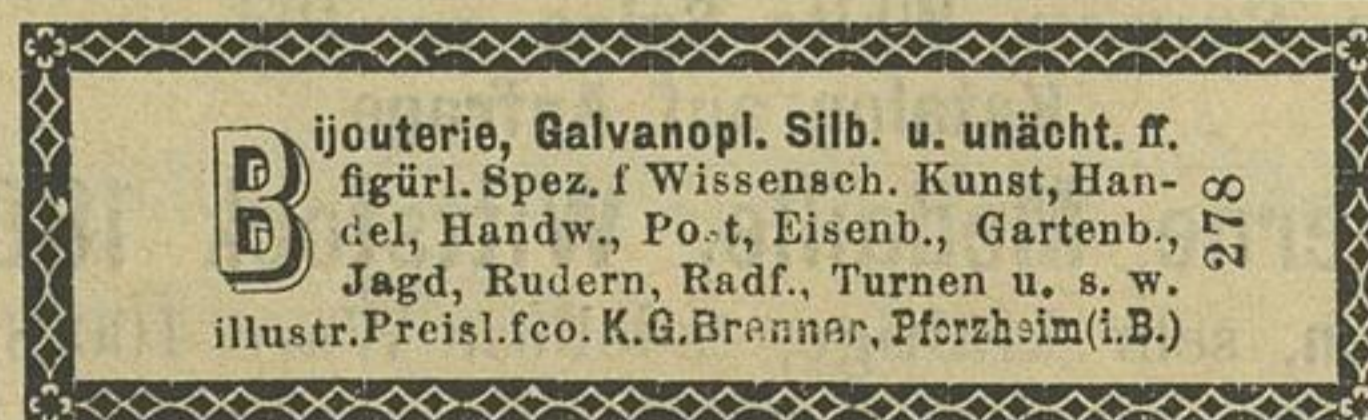 Bijouterie, Galvanopl. Silb. u. unächt. ff.
figürl. Spez. f Wissensch. Kunst, Han-
del, Handw., Post, Eisenb., Gartenb.,
Jagd, Rudern, Radf., Turnen u. s. w.
illustr. Preisl. fco. K. G. Brenner, Pforzheim (i. B.)
278